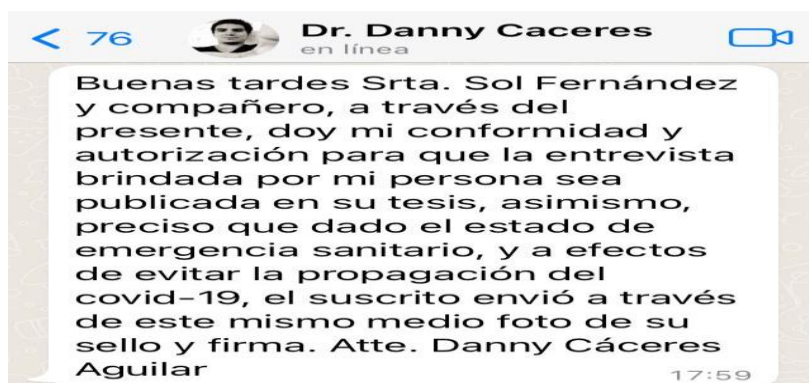 76
Dr. Danny Caceres
en línea
Buenas tardes Srta. Sol Fernández
y compañero, a través del
presente, doy mi conformidad y
autorización para que la entrevista
brindada por mi persona sea
publicada en su tesis, asimismo,
preciso que dado el estado de
emergencia sanitario, y a efectos
de evitar la propagación del
covid-19, el suscrito envió a través
de este mismo medio foto de su
sello y firma. Atte. Danny Cáceres
Aguilar
17:59